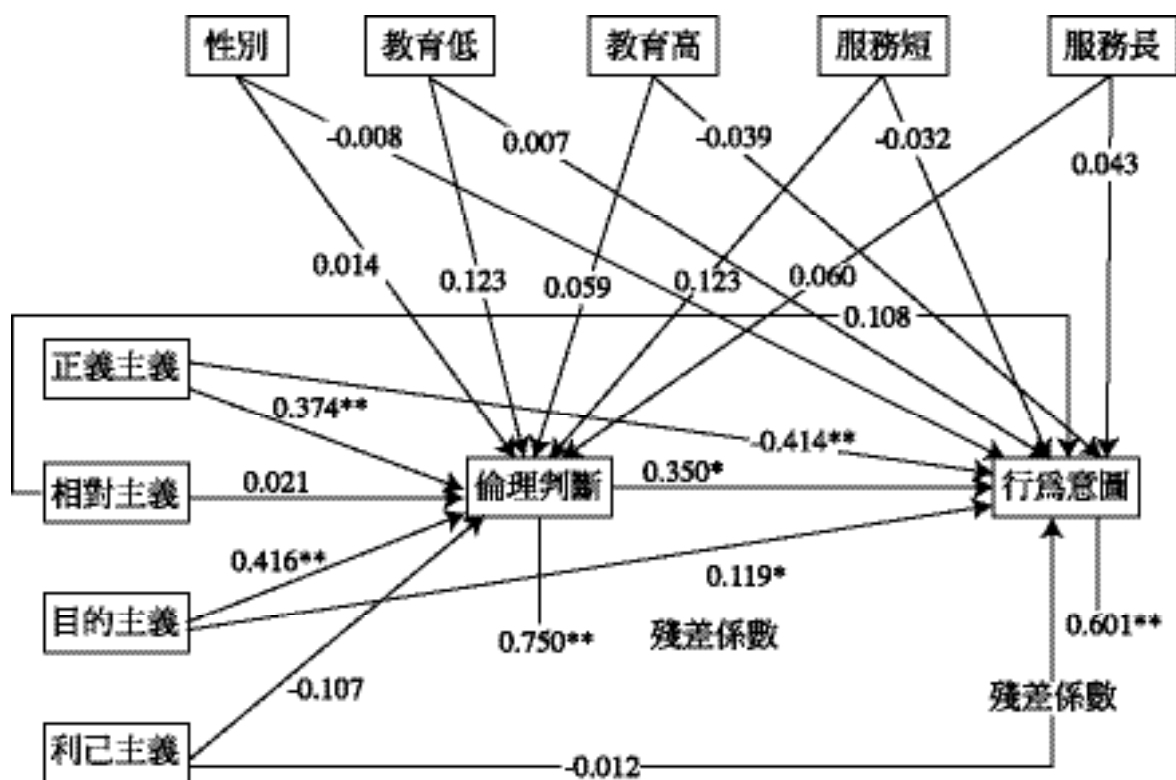 性別 教育低 教育高 服務短 服務長
-0.008 0.007 -0.039 -0.032 0.043
0.014 0.123 0.059 0.123 0.060
0.108
正義主義
0.374**
-0.414**
相對主義 0.021 倫理判斷 0.350* 行爲意圖
0.416**
0.119*
目的主義 0.750** 殘差係數 0.601**
-0.107
殘差係數
利己主義
-0.012